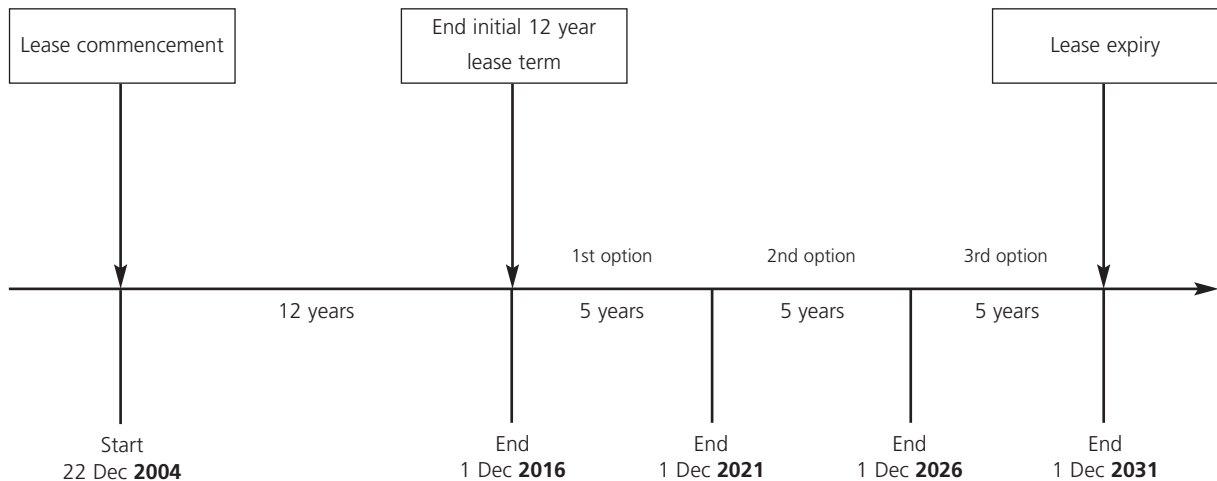 Lease commencement
End initial 12 year
lease term
Lease expiry
1st option
2nd option
3rd option
12 years
5 years
5 years
5 years
Start
22 Dec 2004
End
1 Dec 2016
End
1 Dec 2021
End
1 Dec 2026
End
1 Dec 2031